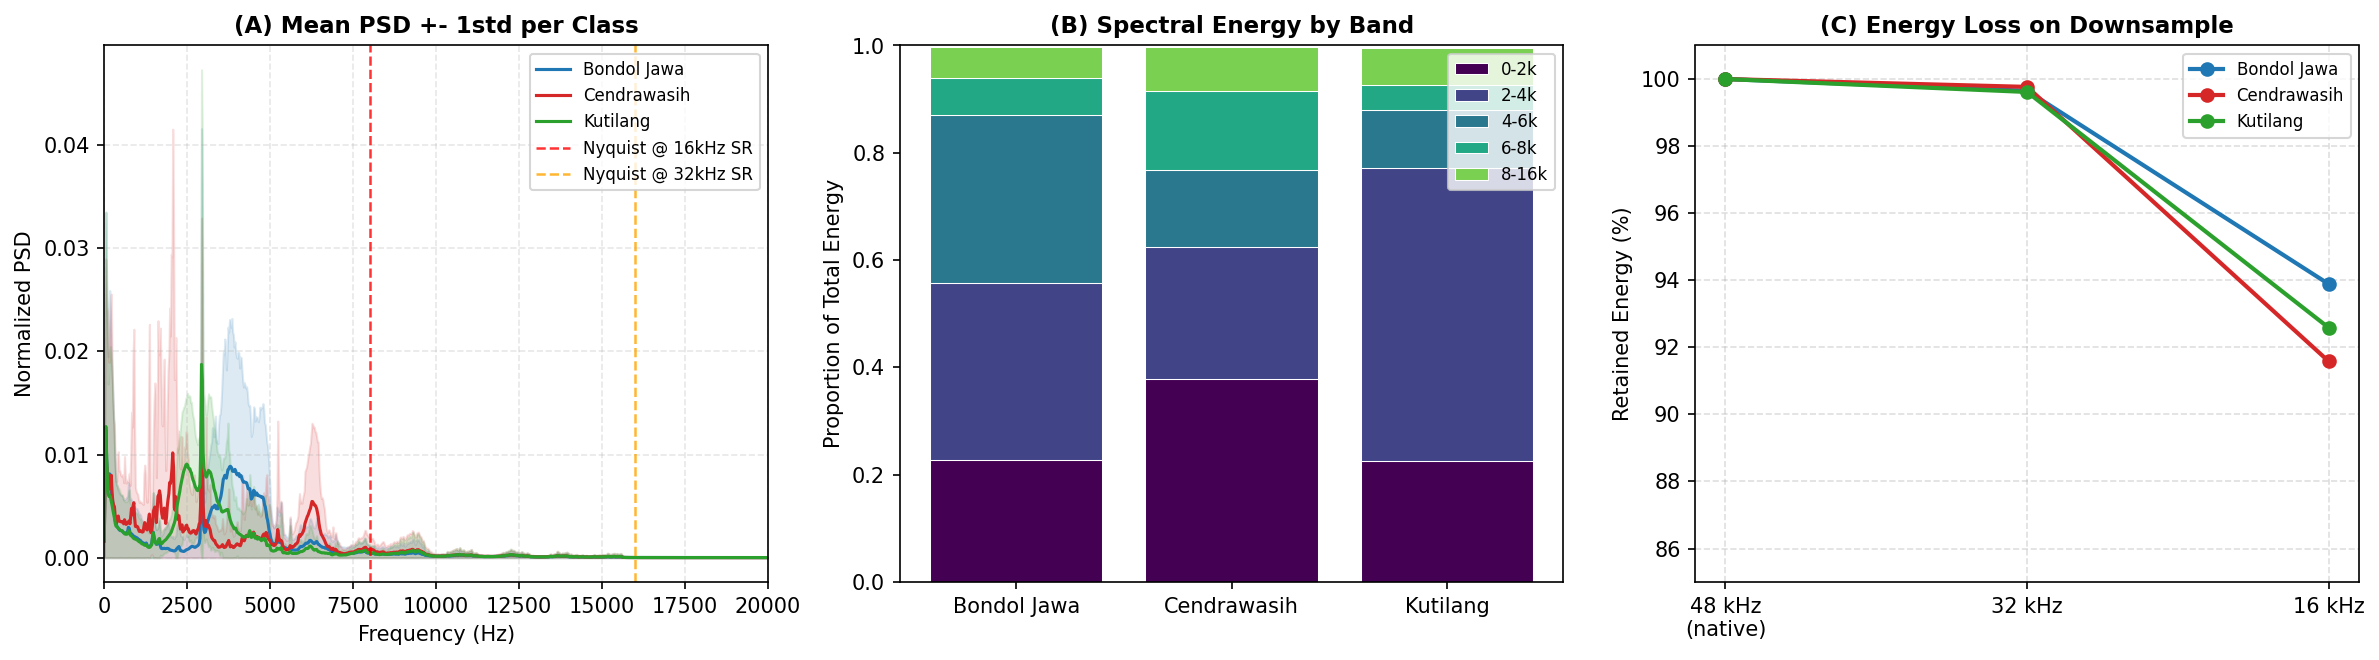 (A) Mean PSD +- 1std per Class
Normalized PSD
0.04
0.03
0.02
0.01
0.00
Bondol Jawa
Cendrawasih
Kutilang
Nyquist @ 16kHz SR
Nyquist @ 32kHz SR
0 2500 5000 7500 10000 12500 15000 17500 20000
Frequency (Hz)
(B) Spectral Energy by Band
Proportion of Total Energy
1.0
0.8
0.6
0.4
0.2
0.0
0-2k
2-4k
4-6k
6-8k
8-16k
Bondol Jawa Cendrawasih Kutilang
(C) Energy Loss on Downsample
Retained Energy (%)
100
98
96
94
92
90
88
86
Bondol Jawa
Cendrawasih
Kutilang
48 kHz 32 kHz 16 kHz
(native)